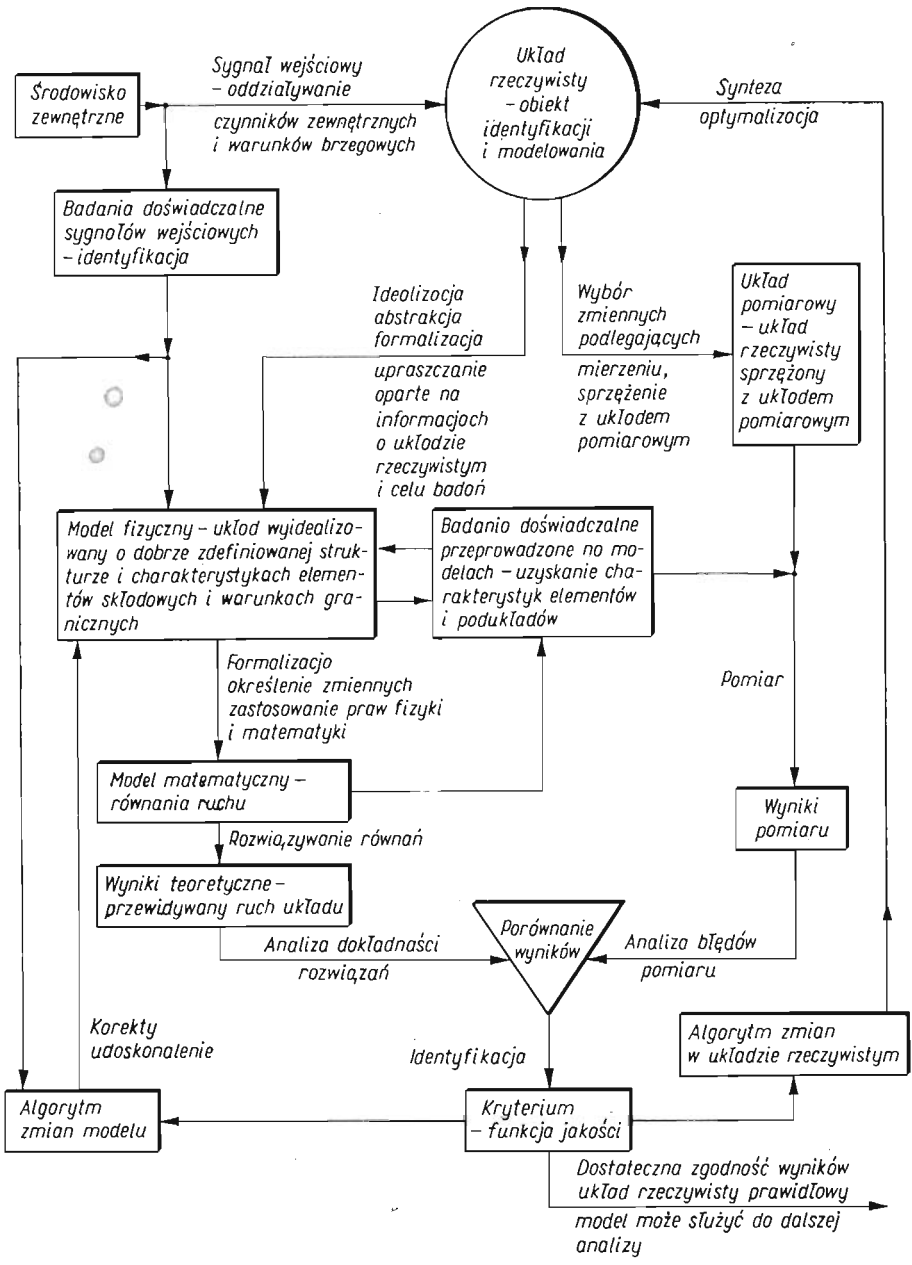 Środowisko
zewnętrzne
Sygnał wejściowy
– oddziaływanie
czynników zewnętrznych
i warunków brzegowych
Układ
rzeczywisty
– obiekt
identyfikacji
i modelowania
Synteza
optymalizacja
Badania doświadczalne
sygnałów wejściowych
– identyfikacja
Idealizacja
abstrakcja
formalizacja
upraszczanie
oparte na
informacjach
o układzie
rzeczywistym
i celu badań
Wybór
zmiennych
podlegających
mierzeniu,
sprzężenie
z układem
pomiarowym
Układ
pomiarowy
– układ
rzeczywisty
sprzężony
z układem
pomiarowym
Model fizyczny – układ wyidealizo-
wany o dobrze zdefiniowanej struk-
turze i charakterystykach elemen-
tów składowych i warunkach gra-
nicznych
Badania doświadczalne
przeprowadzone na mo-
delach – uzyskanie cha-
rakterystyk elementów
i podukładów
Formalizacja
określenie zmiennych
zastosowanie praw fizyki
i matematyki
Pomiar
Model matematyczny –
równania ruchu
Wyniki
pomiaru
Rozwiązywanie równań
Wyniki teoretyczne –
przewidywany ruch układu
Analiza dokładności
rozwiązań
Porównanie
wyników
Analiza błędów
pomiaru
Korekty
udoskonalenie
Identyfikacja
Algorytm zmian
w układzie rzeczywistym
Algorytm
zmian modelu
Kryterium
– funkcja jakości
Dostateczna zgodność wyników
układ rzeczywisty prawidłowy
model może służyć do dalszej
analizy